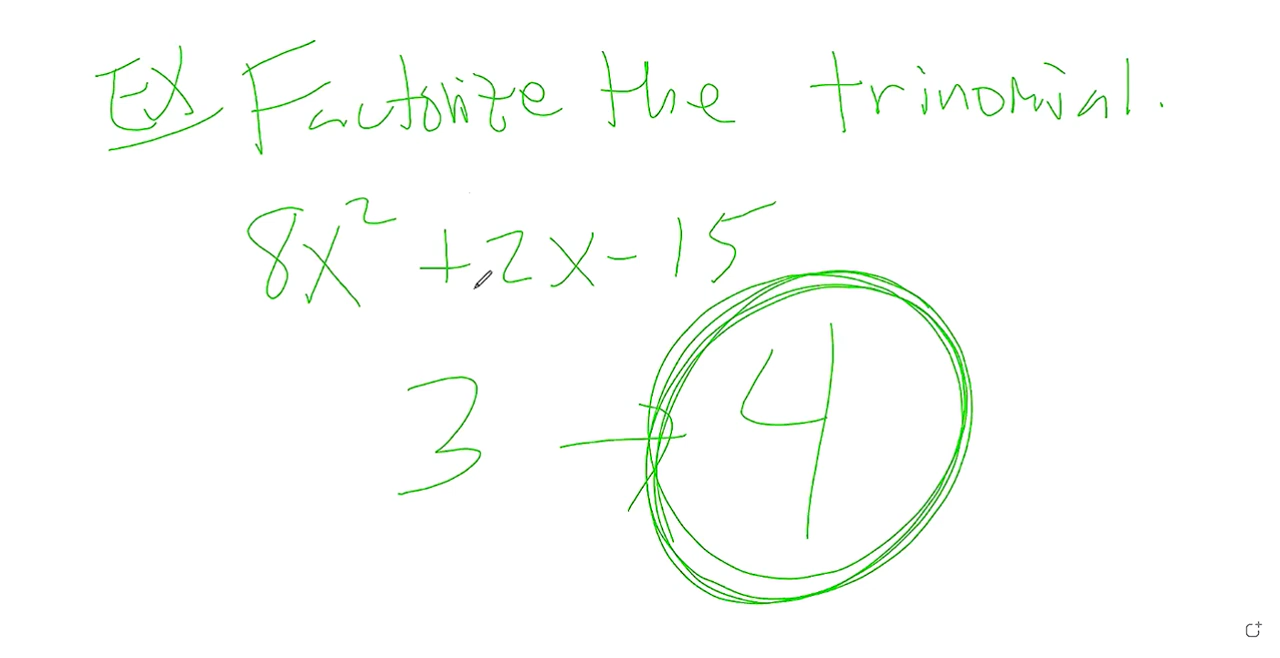 Ex Factorize the trinomial.
8x² + 2x - 15
3 → 4